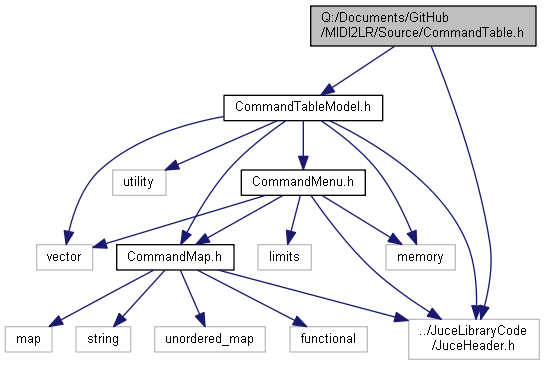 Q:/Documents/GitHub
/MIDI2LR/Source/CommandTable.h
CommandTableModel.h
utility
CommandMenu.h
vector
CommandMap.h
limits
memory
map
string
unordered_map
functional
../JuceLibraryCode
/JuceHeader.h